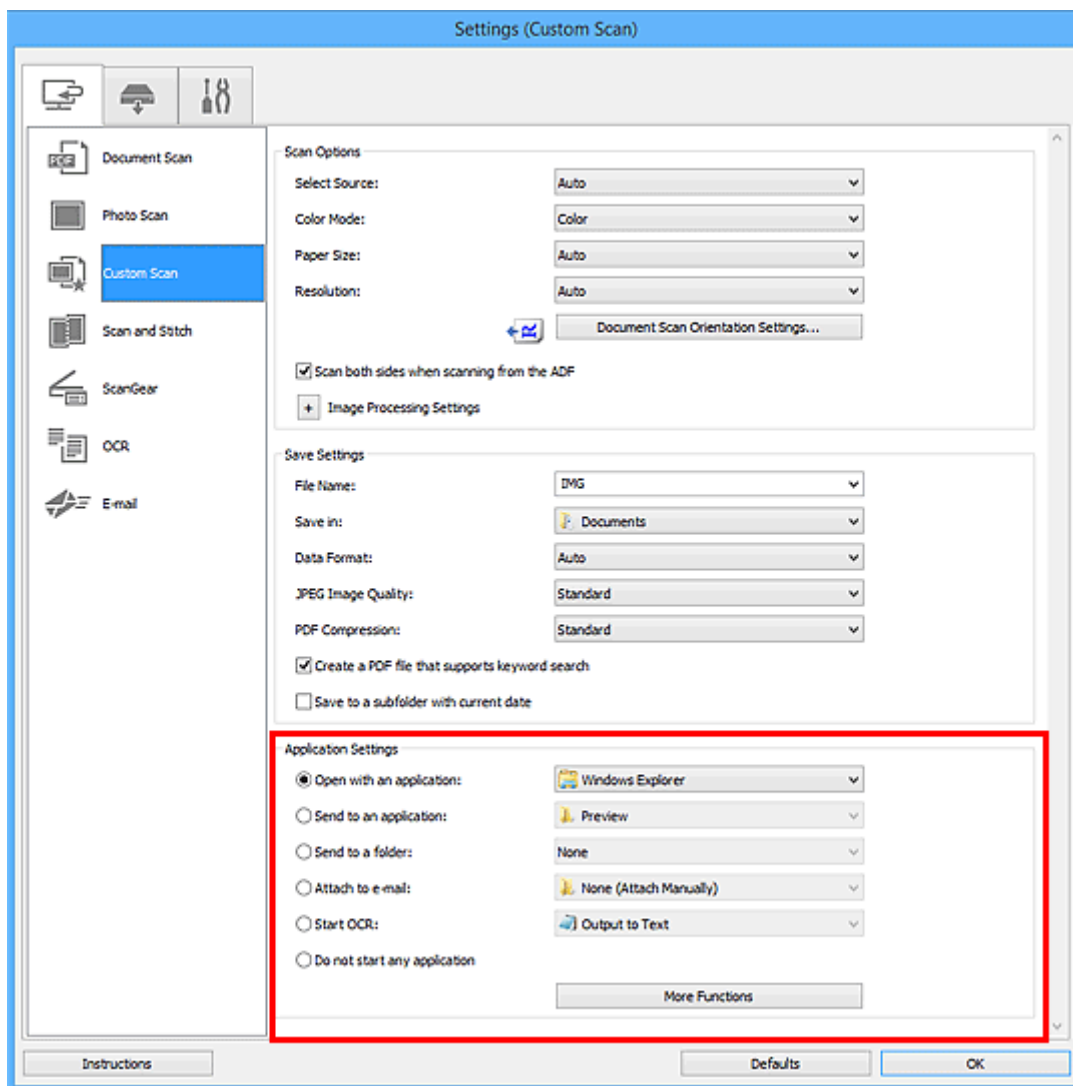 Settings (Custom Scan)
Document Scan
Photo Scan
Custom Scan
Scan and Stitch
ScanGear
OCR
E-mail
Scan Options
Select Source: Auto
Color Mode: Color
Paper Size: Auto
Resolution: Auto
Document Scan Orientation Settings...
Scan both sides when scanning from the ADF
+ Image Processing Settings
Save Settings
File Name: IMG
Save in: Documents
Data Format: Auto
JPEG Image Quality: Standard
PDF Compression: Standard
Create a PDF file that supports keyword search
Save to a subfolder with current date
Application Settings
Open with an application: Windows Explorer
Send to an application: Preview
Send to a folder: None
Attach to e-mail: None (Attach Manually)
Start OCR: Output to Text
Do not start any application
More Functions
Instructions Defaults OK